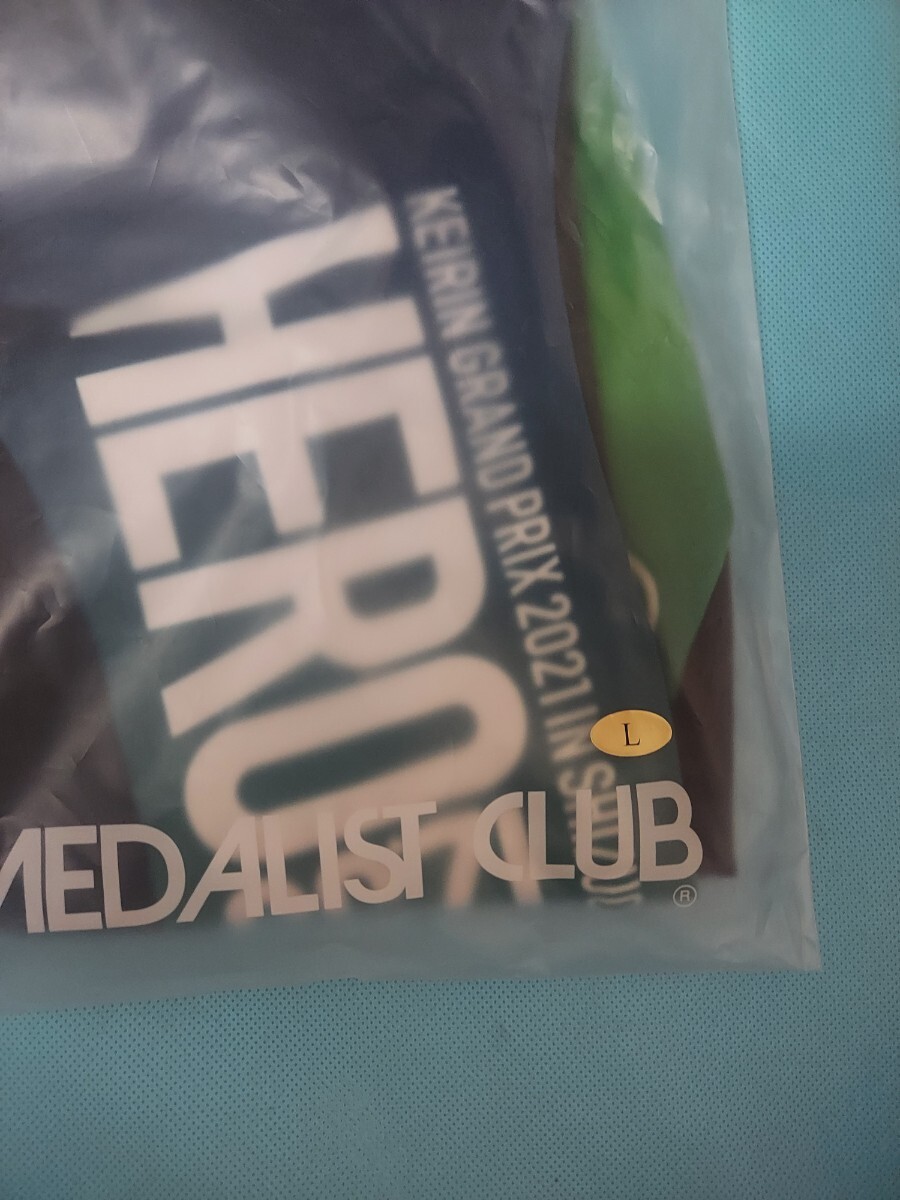 KEIRIN GRAND PRIX 2021 IN
HERO
L
MEDALIST CLUB
®